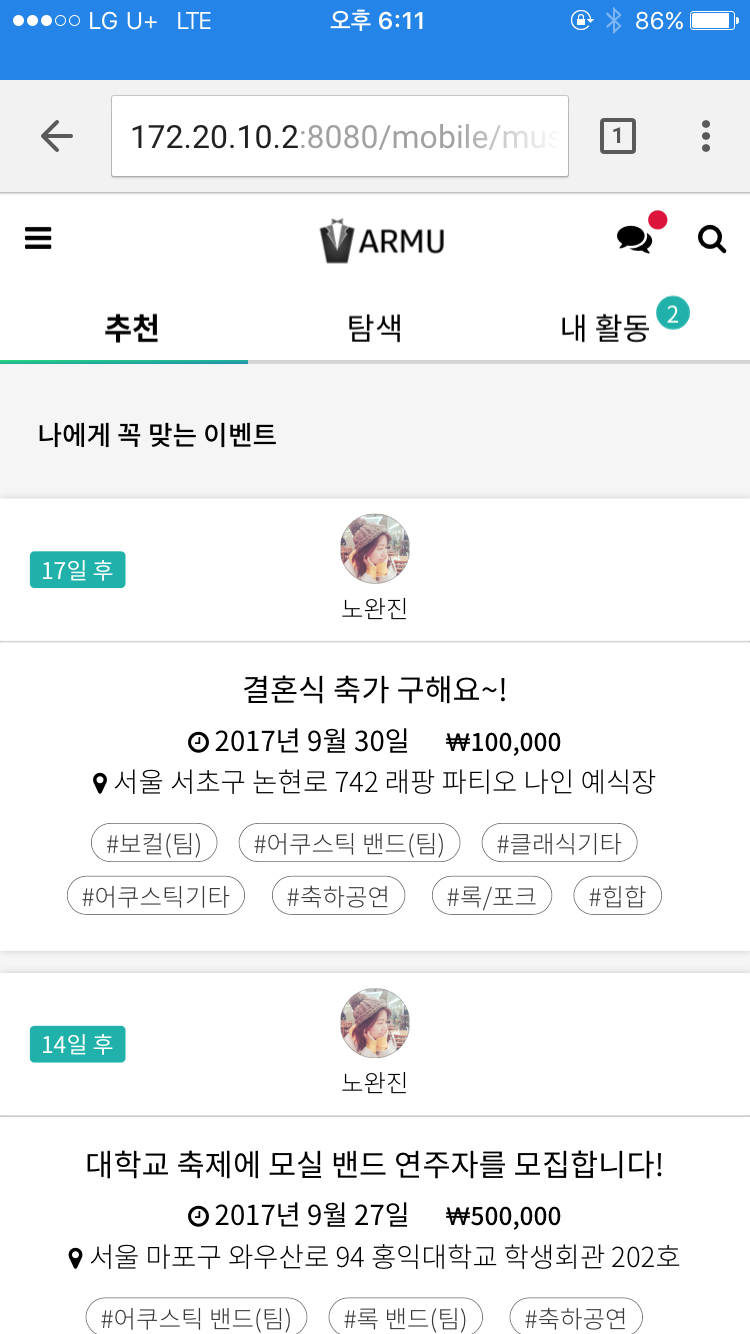 LG U+ LTE 오후 6:11 86%
172.20.10.2:8080/mobile/mus
1
ARMU
추천 탐색 내 활동 2
나에게 꼭 맞는 이벤트
17일 후
노완진
결혼식 축가 구해요~!
2017년 9월 30일 ₩100,000
서울 서초구 논현로 742 래팡 파티오 나인 예식장
#보컬(팀) #어쿠스틱 밴드(팀) #클래식기타
#어쿠스틱기타 #축하공연 #록/포크 #힙합
14일 후
노완진
대학교 축제에 모실 밴드 연주자를 모집합니다!
2017년 9월 27일 ₩500,000
서울 마포구 와우산로 94 홍익대학교 학생회관 202호
#어쿠스틱 밴드(팀) #록 밴드(팀) #축하공연